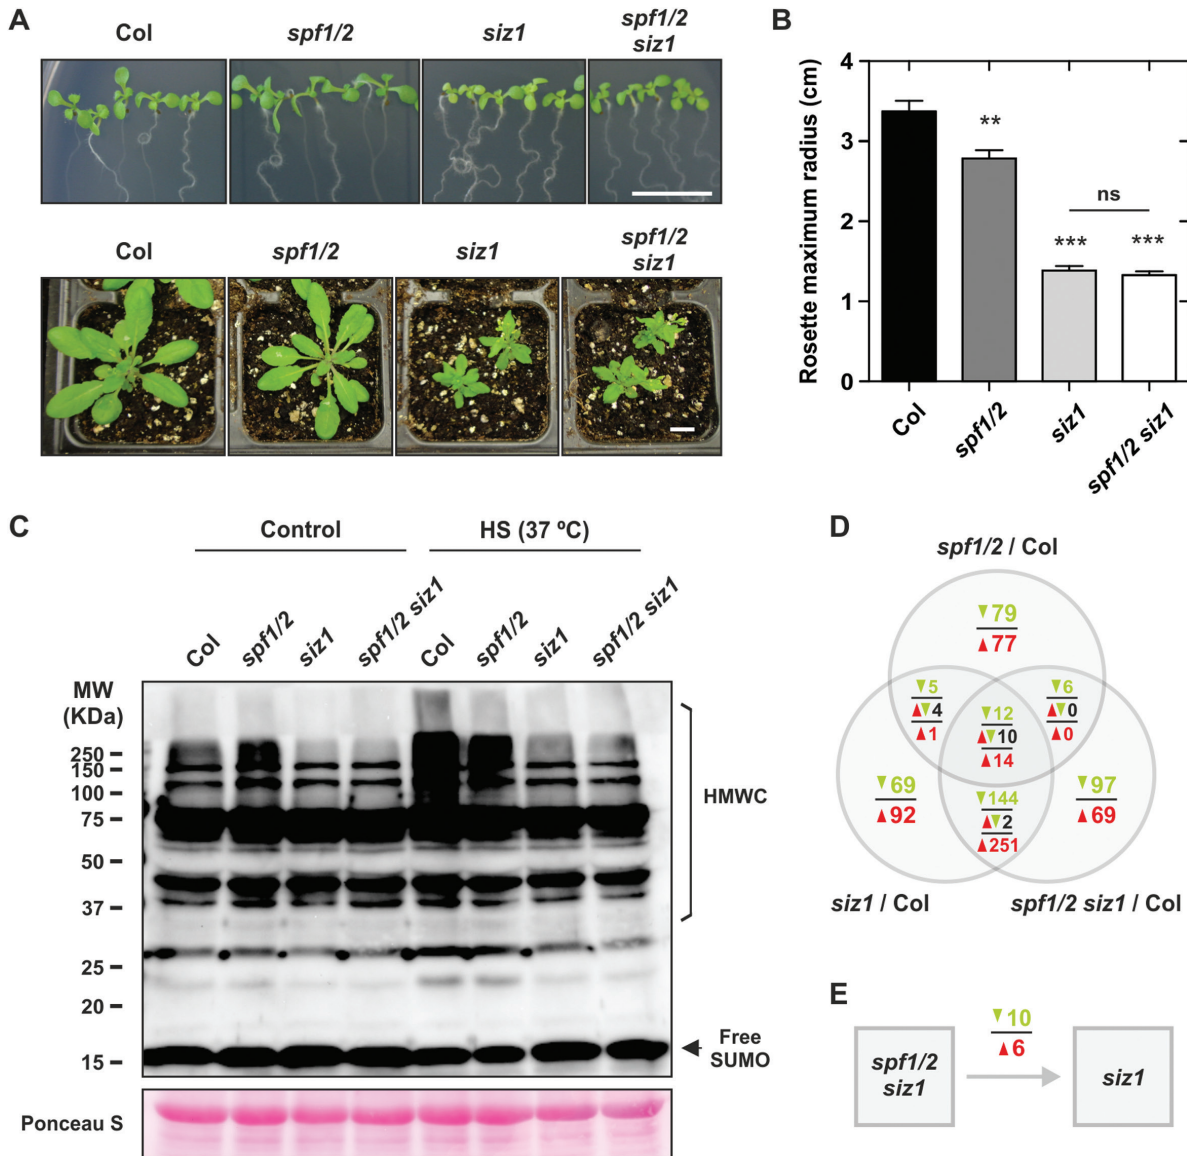 A
Col
spf1/2
siz1
spf1/2
siz1
Col
spf1/2
siz1
spf1/2
siz1
B
Rosette maximum radius (cm)
4
3
2
1
0
**
***
ns
***
Col
spf1/2
siz1
spf1/2 siz1
C
Control
HS (37 ºC)
Col
spf1/2
siz1
spf1/2 siz1
Col
spf1/2
siz1
spf1/2 siz1
MW
(KDa)
250
150
100
75
50
37
25
20
15
HMWC
Free
SUMO
Ponceau S
D
spf1/2 / Col
▼79
▲77
▼5
▲▼4
▲1
▼6
▲▼0
▲0
▼12
▲▼10
▲14
▼69
▲92
▼97
▲69
▼144
▲▼2
▲251
siz1 / Col
spf1/2 siz1 / Col
E
spf1/2
siz1
▼10
▲6
siz1